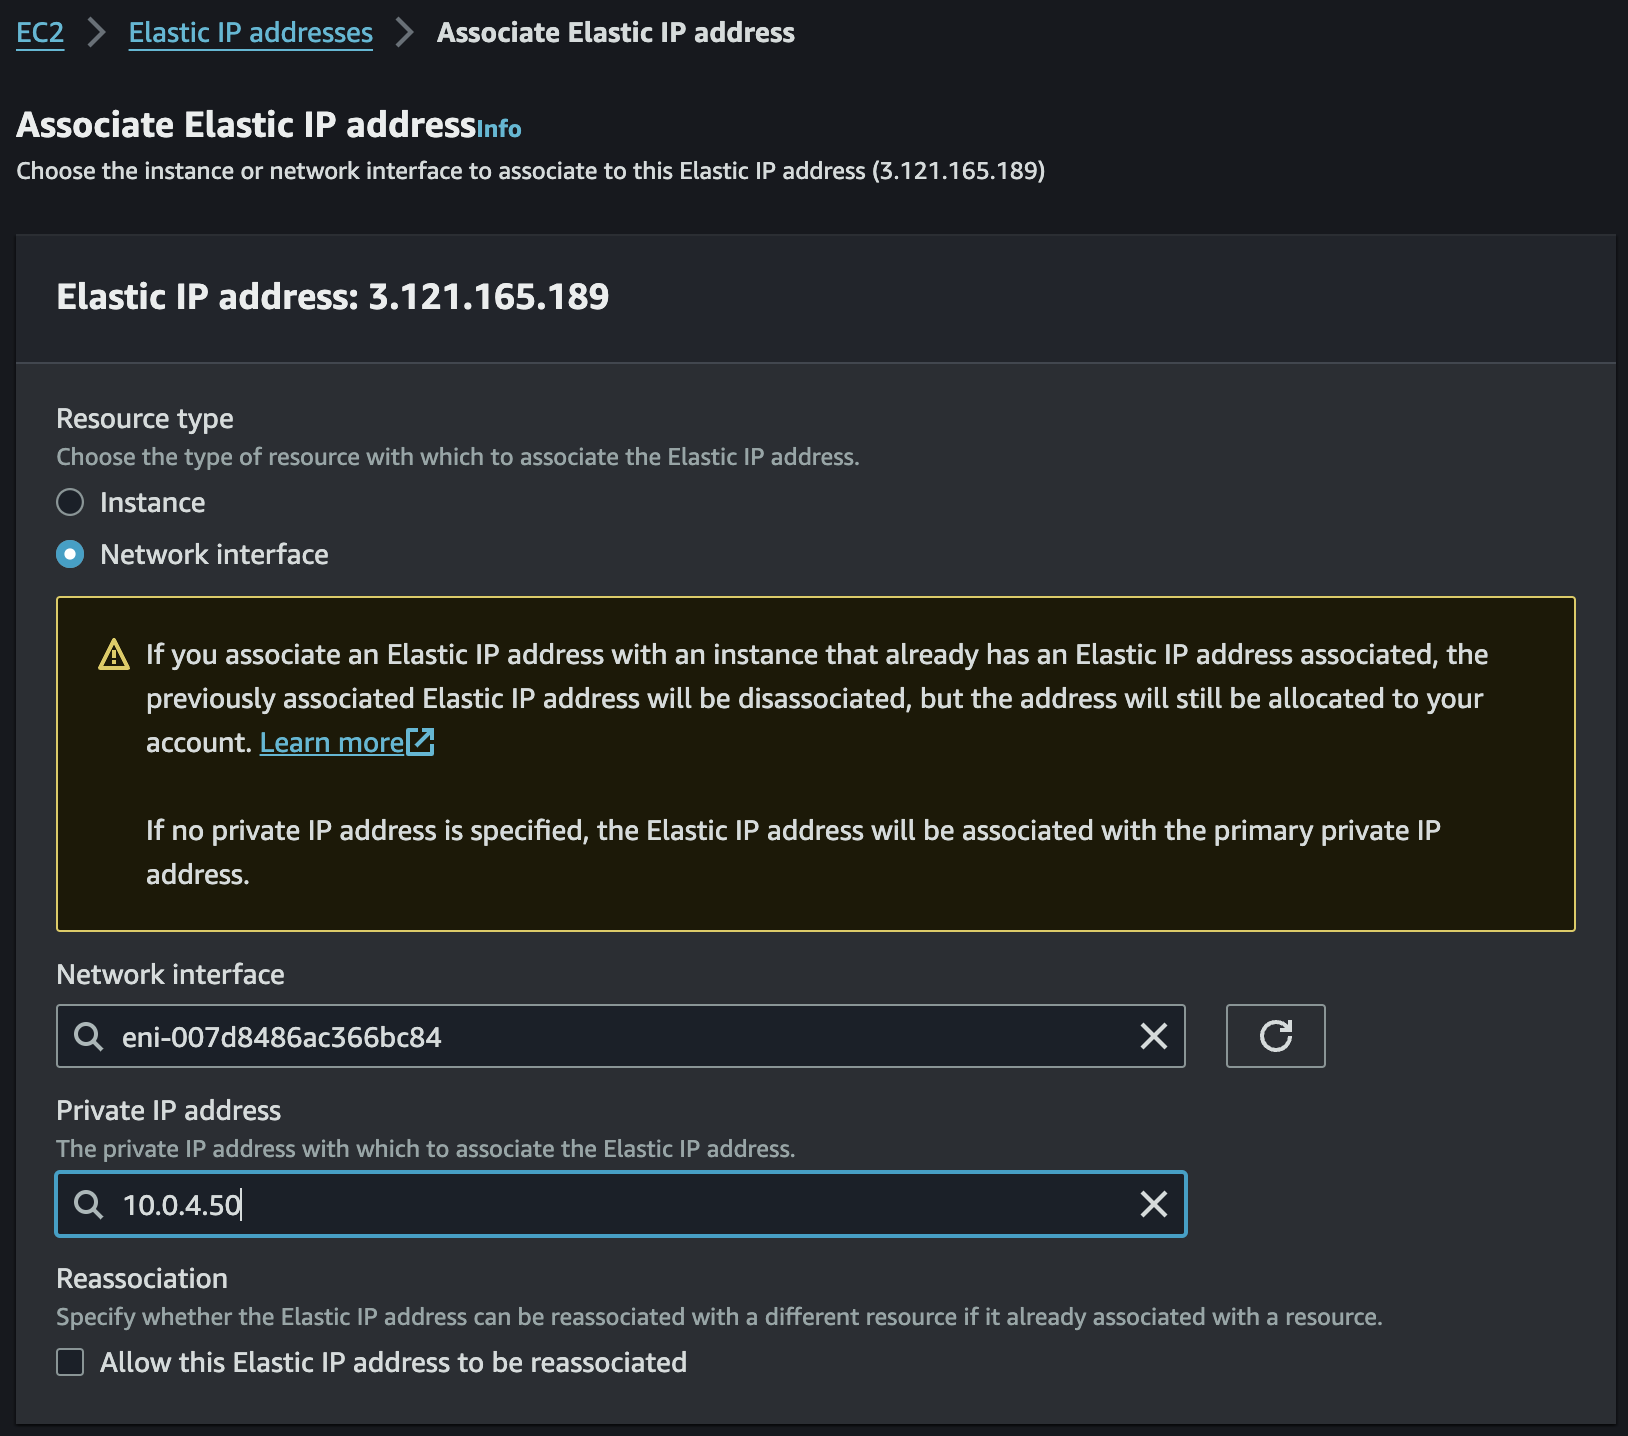 EC2 > Elastic IP addresses > Associate Elastic IP address
Associate Elastic IP address Info
Choose the instance or network interface to associate to this Elastic IP address (3.121.165.189)
Elastic IP address: 3.121.165.189
Resource type
Choose the type of resource with which to associate the Elastic IP address.
Instance
Network interface
If you associate an Elastic IP address with an instance that already has an Elastic IP address associated, the
previously associated Elastic IP address will be disassociated, but the address will still be allocated to your
account. Learn more
If no private IP address is specified, the Elastic IP address will be associated with the primary private IP
address.
Network interface
eni-007d8486ac366bc84
Private IP address
The private IP address with which to associate the Elastic IP address.
10.0.4.50
Reassociation
Specify whether the Elastic IP address can be reassociated with a different resource if it already associated with a resource.
Allow this Elastic IP address to be reassociated